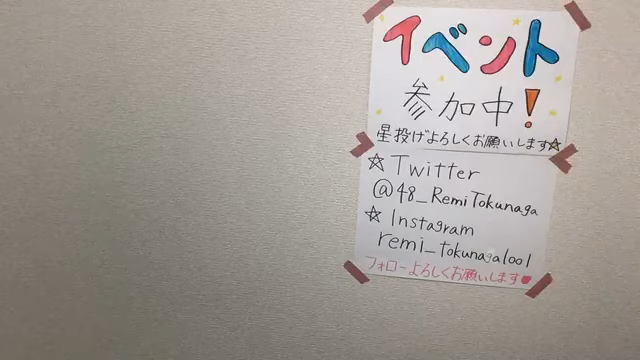 イベント
参加中!
星投げよろしくお願いします☆
☆ Twitter
@48_RemiTokunaga
☆ Instagram
remi_tokunaga1001
フォローよろしくお願いします♥